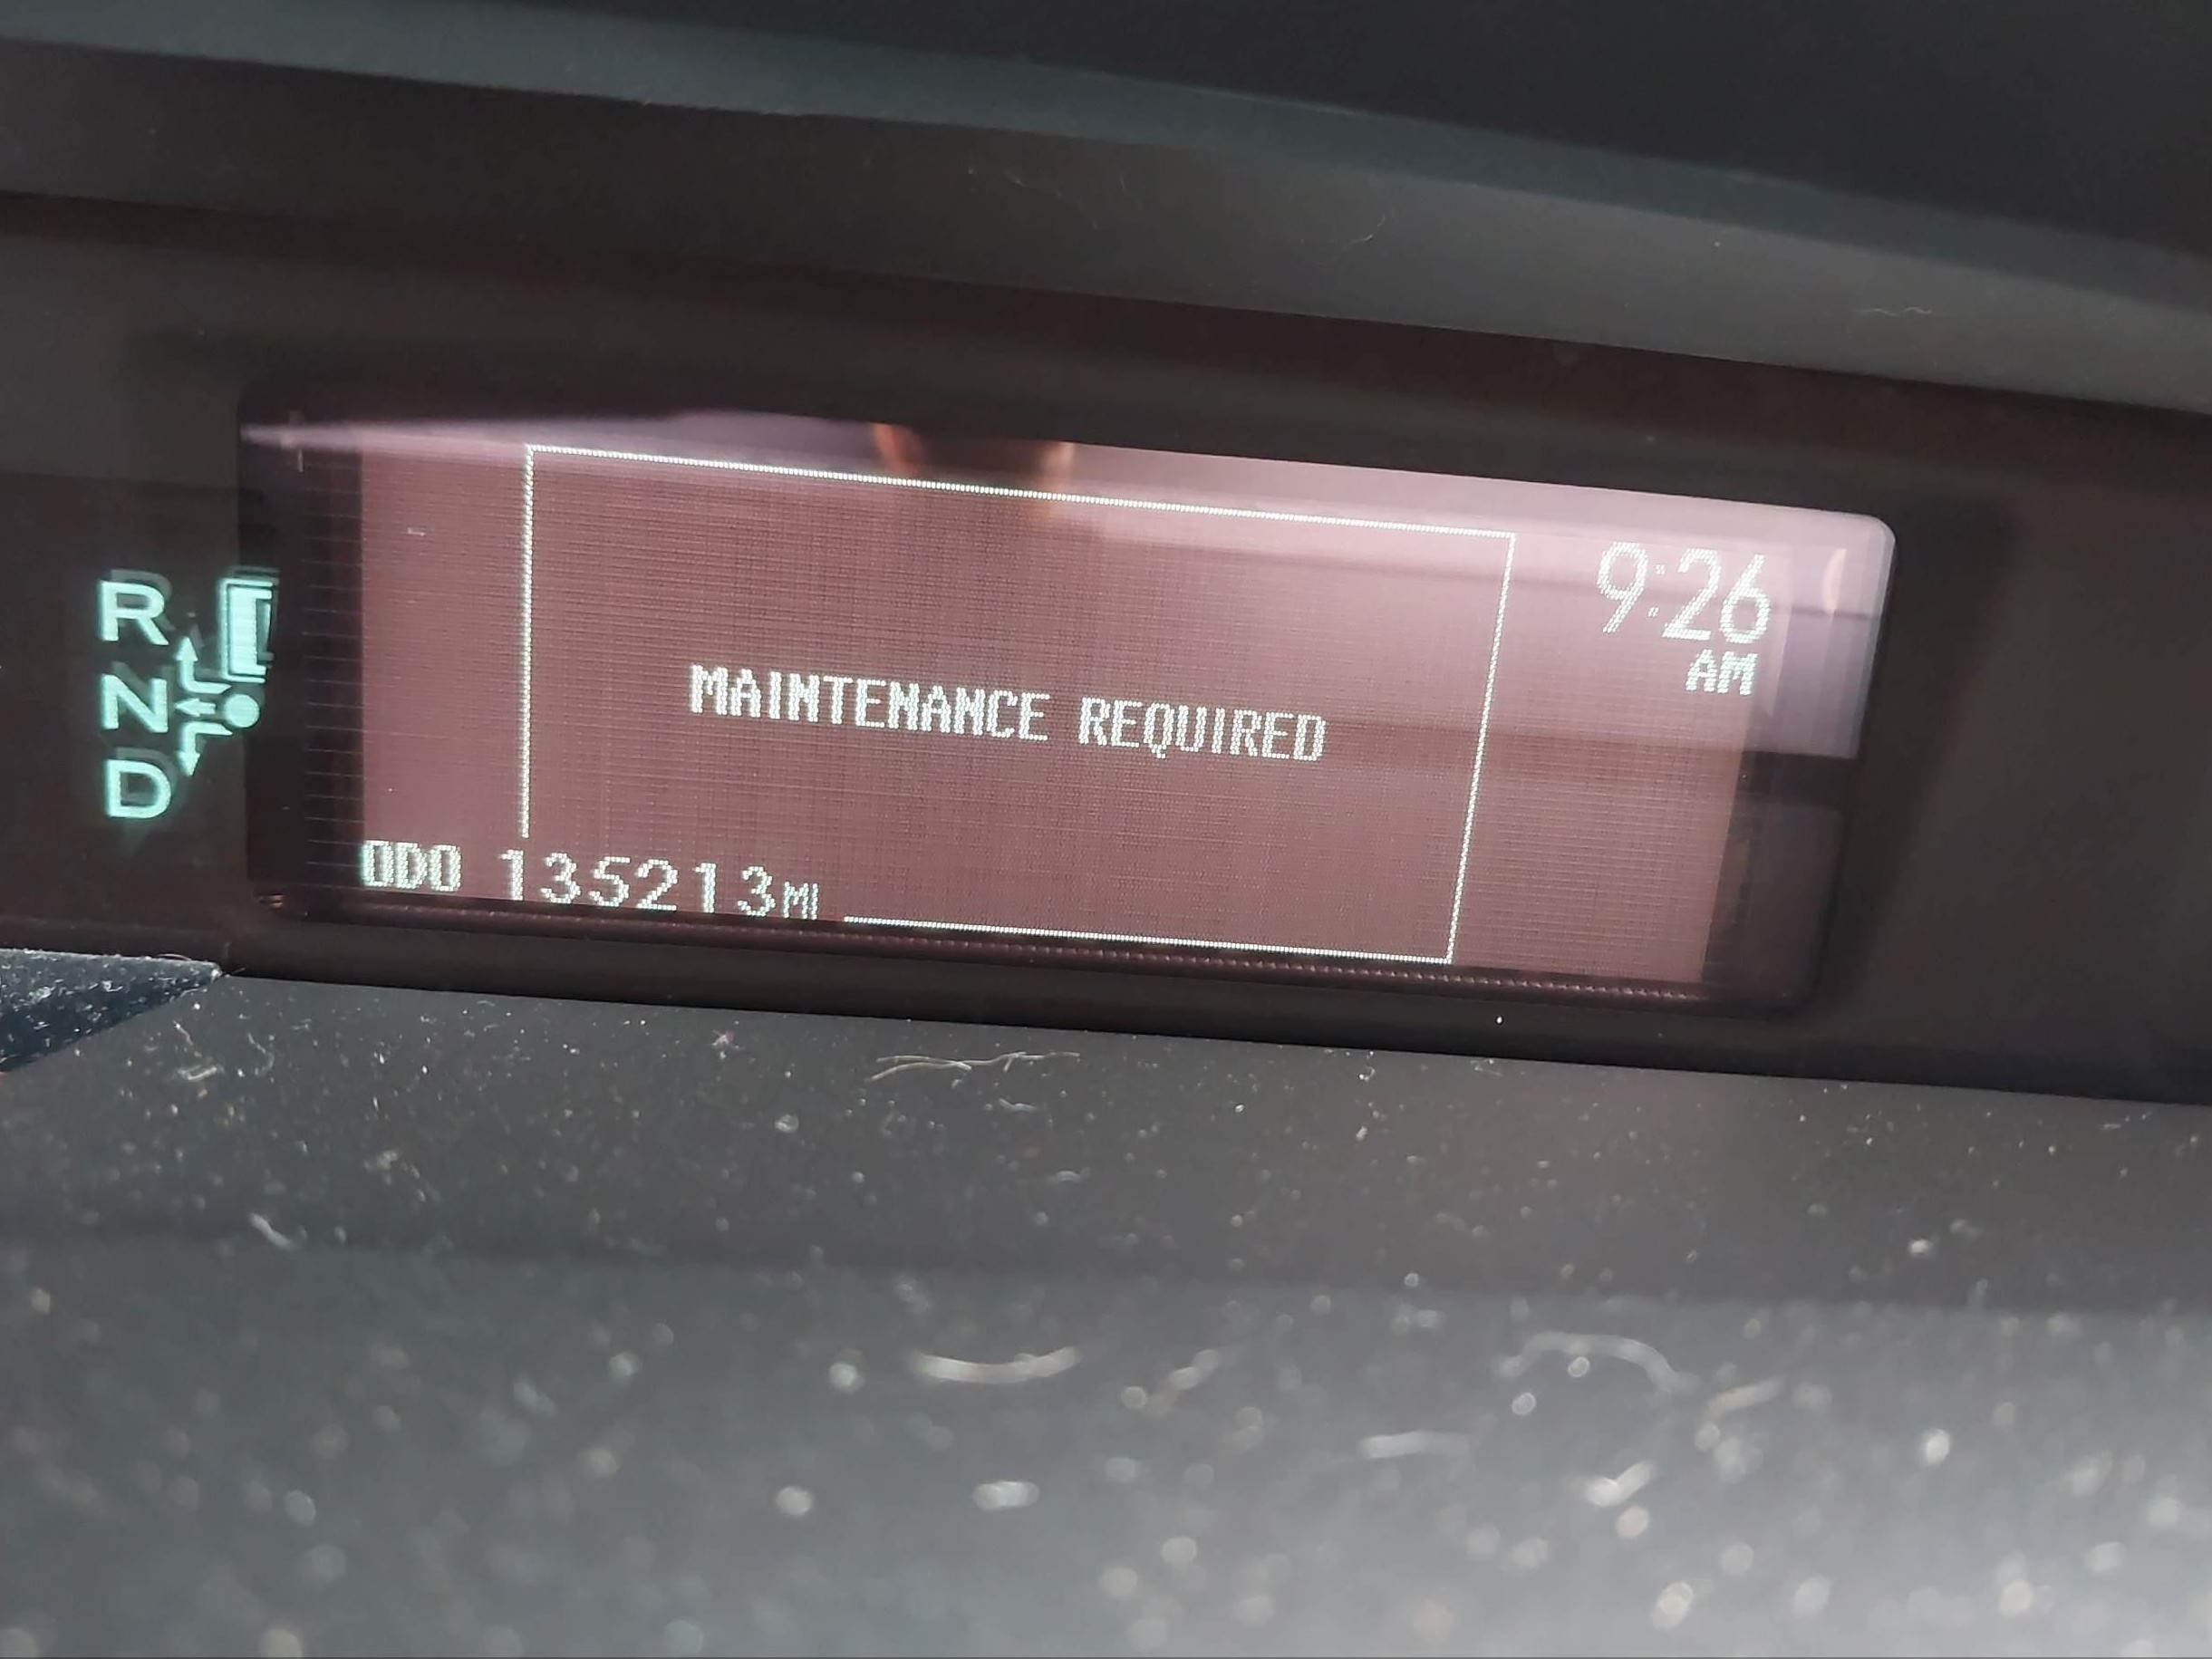 R
N
D
9:26
AM
MAINTENANCE REQUIRED
ODO 135213MI